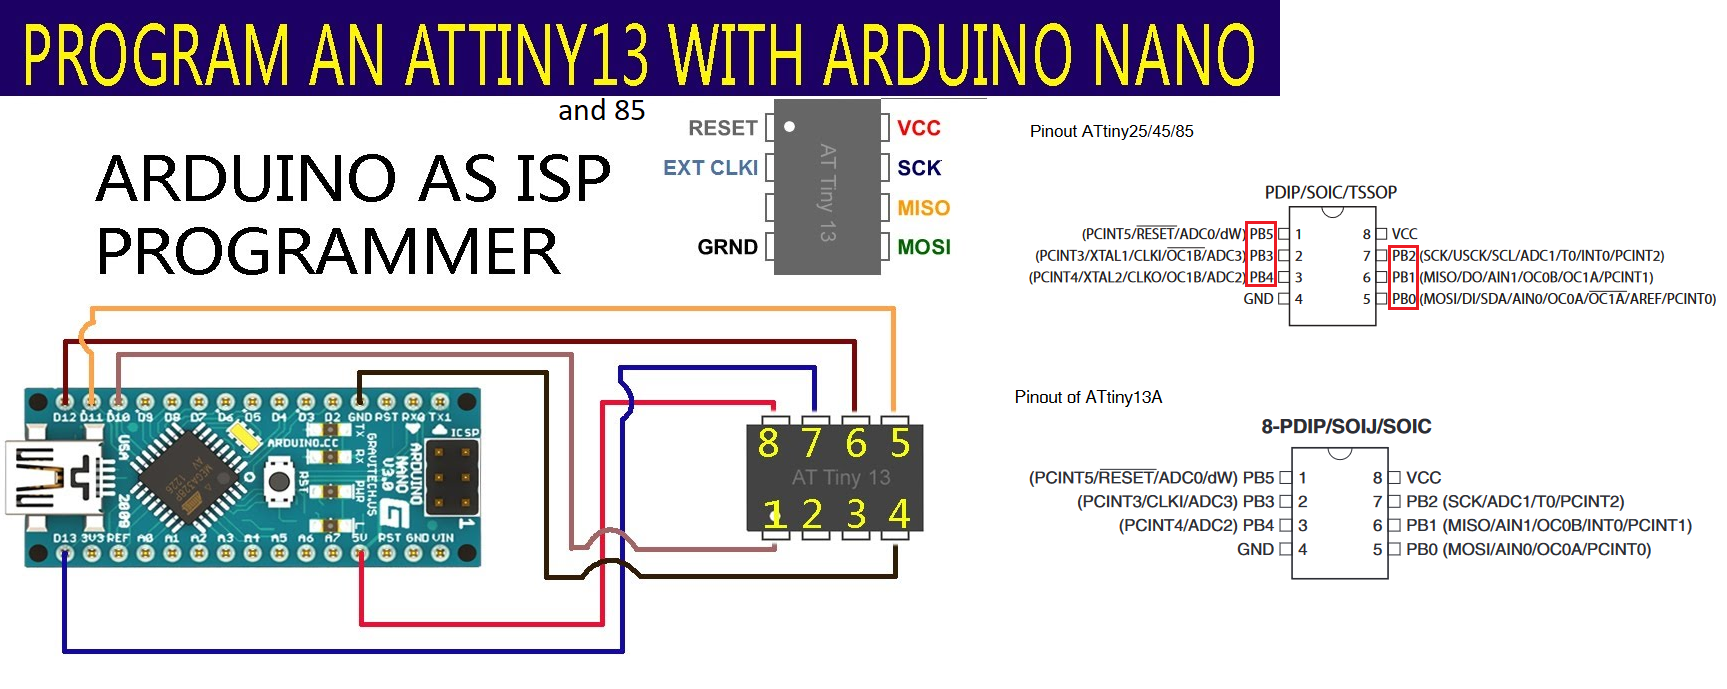 PROGRAM AN ATTINY13 WITH ARDUINO NANO
and 85
ARDUINO AS ISP
PROGRAMMER
RESET
EXT CLKI
GRND
AT Tiny 13
VCC
SCK
MISO
MOSI
Pinout ATtiny25/45/85
PDIP/SOIC/TSSOP
(PCINT5/RESET/ADC0/dW) PB5 1
(PCINT3/XTAL1/CLKI/OC1B/ADC3) PB3 2
(PCINT4/XTAL2/CLKO/OC1B/ADC2) PB4 3
GND 4
8 VCC
7 PB2 (SCK/USCK/SCL/ADC1/T0/INT0/PCINT2)
6 PB1 (MISO/DO/AIN1/OC0B/OC1A/PCINT1)
5 PB0 (MOSI/DI/SDA/AIN0/OC0A/OC1A/AREF/PCINT0)
D12 D11 D10 D9 D8 D7 D6 D5 D4 D3 D2 GND RST RX0 TX1
USA
2009
MEGA328P
AV 1226
ARDUINO.CC
RST
TX
RX
PWR
L
GRAVITECH.US
ARDUINO
NANO
V3.0
ICSP
1
D13 3V3 REF A0 A1 A2 A3 A4 A5 A6 A7 5V RST GND VIN
8 7 6 5
AT Tiny 13
1 2 3 4
Pinout of ATtiny13A
8-PDIP/SOIJ/SOIC
(PCINT5/RESET/ADC0/dW) PB5 1
(PCINT3/CLKI/ADC3) PB3 2
(PCINT4/ADC2) PB4 3
GND 4
8 VCC
7 PB2 (SCK/ADC1/T0/PCINT2)
6 PB1 (MISO/AIN1/OC0B/INT0/PCINT1)
5 PB0 (MOSI/AIN0/OC0A/PCINT0)